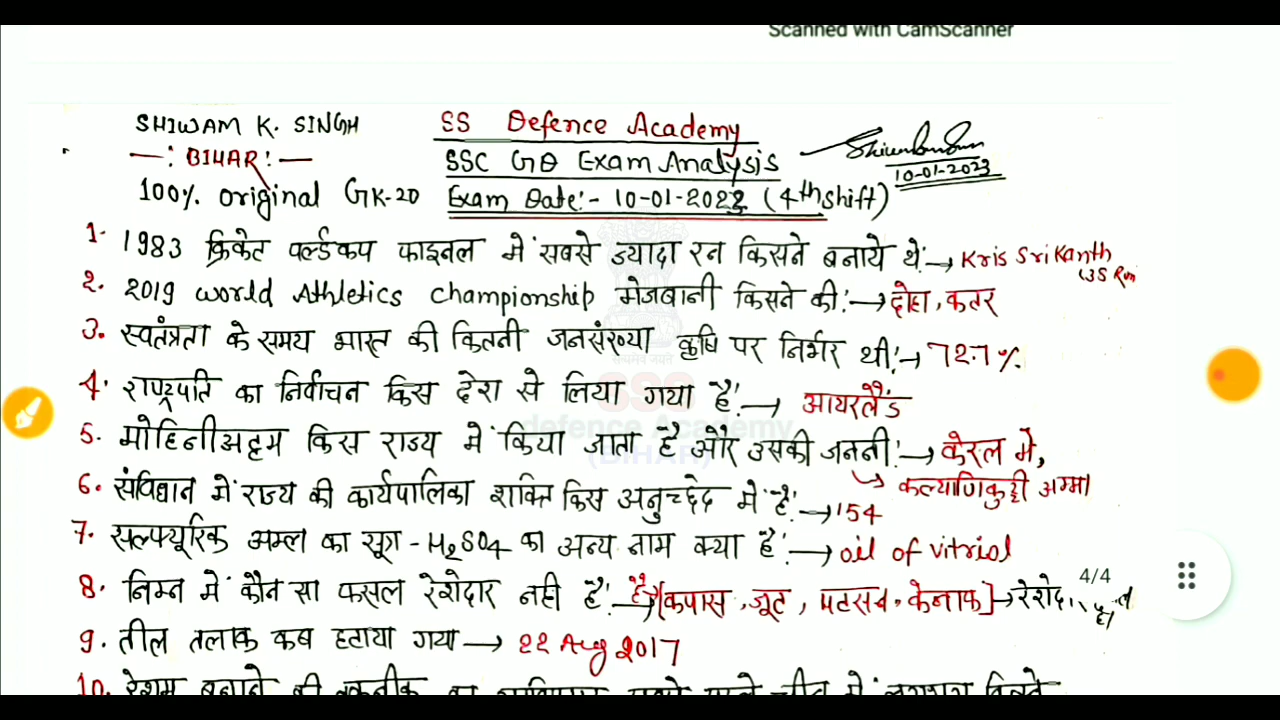 Scanned with CamScanner
SHIWAM K. SINGH SS Defence Academy
—: BIHAR :— SSC GD Exam Analysis 10-01-2023
100% original GK-20 Exam Date:- 10-01-2023 (4th Shift)
1- 1983 क्रिकेट वर्ल्डकप फाइनल में सबसे ज्यादा रन किसने बनाये थे:→ Kris Srikanth
2. 2019 World Athletics Championship मेजबानी किसने की:→ दोहा, कतर
3. स्वतंत्रता के समय भारत की कितनी जनसंख्या कृषि पर निर्भर थी:→ 72.7%
4. राष्ट्रपति का निर्वाचन किस देश से लिया गया है:→ आयरलैंड
5. मोहिनीअट्टम किस राज्य में किया जाता है और उसकी जननी:→ केरल में,
↳ कल्याणिकुट्टी अम्मा
6. संविधान में राज्य की कार्यपालिका शक्ति किस अनुच्छेद में है:→ 154
7. सल्फ्यूरिक अम्ल का सूत्र - H₂SO₄ का अन्य नाम क्या है:→ oil of vitriol
8. निम्न में कौन सा फसल रेशेदार नही है:→ [कपास, जूट, पटसन, केनाफ]→
4/4
9. तीन तलाक कब हटाया गया → 22 Aug 2017
SSS
defence Academy
(BIHAR)